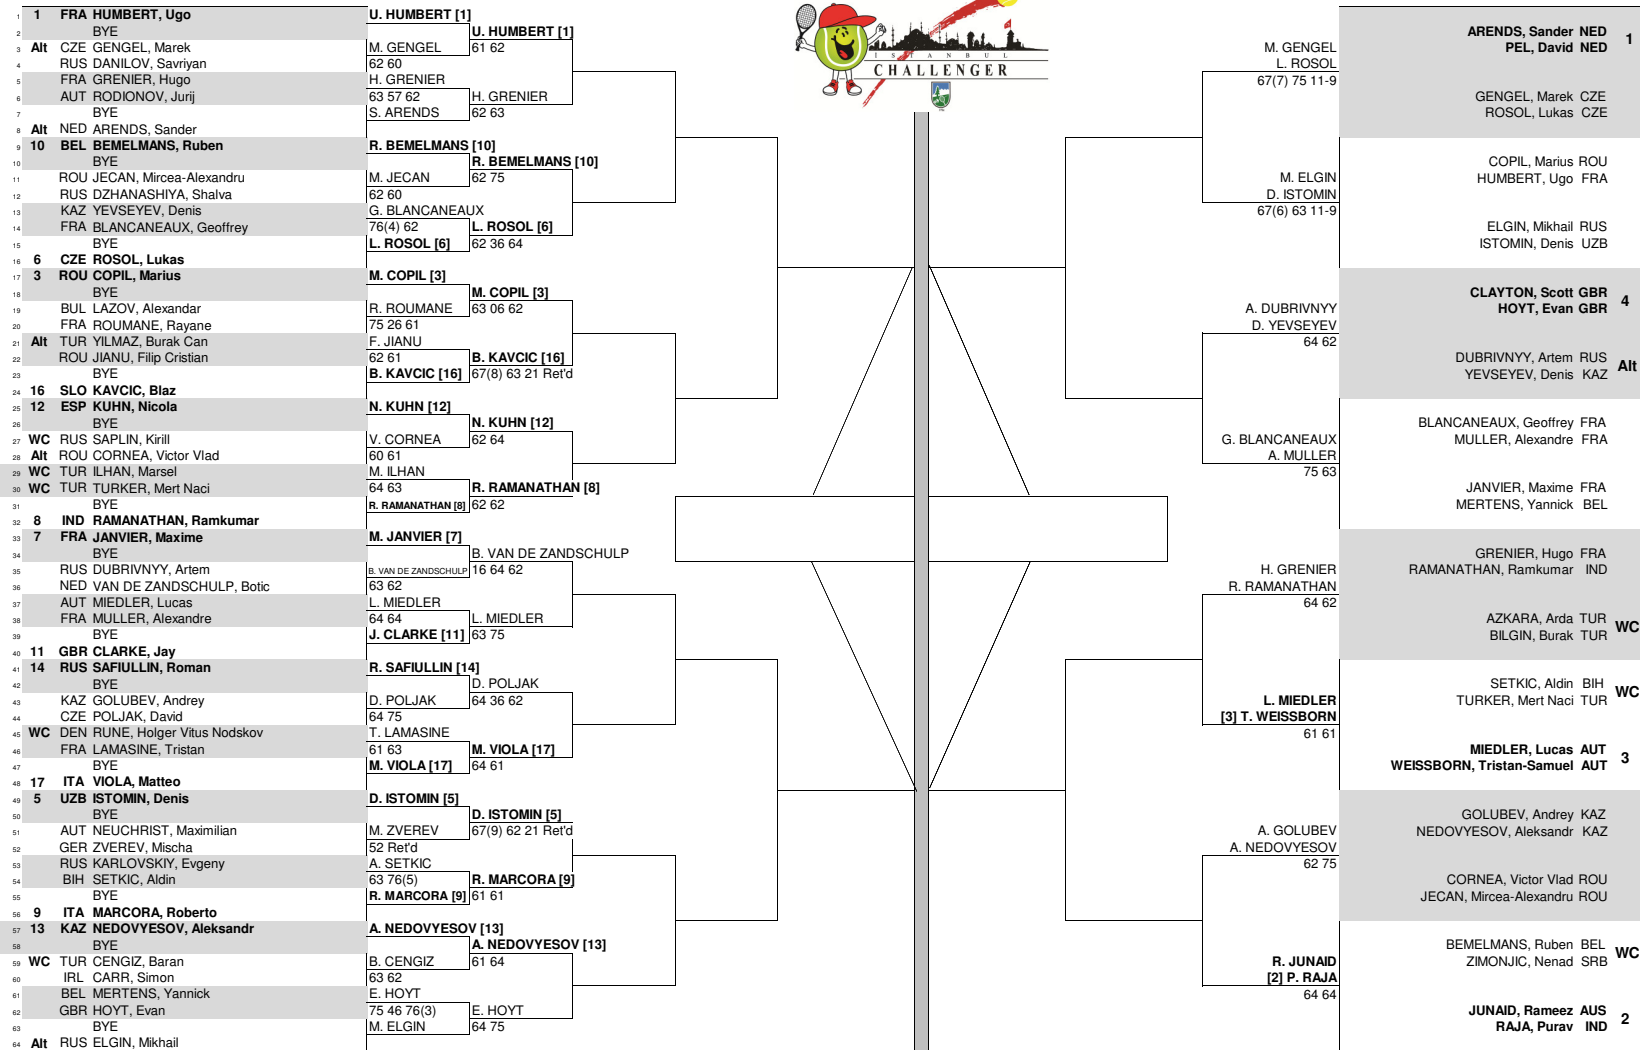 1 1 FRA HUMBERT, Ugo
2 BYE
3 Alt CZE GENGEL, Marek
4 RUS DANILOV, Savriyan
5 FRA GRENIER, Hugo
6 AUT RODIONOV, Jurij
7 BYE
8 Alt NED ARENDS, Sander
9 10 BEL BEMELMANS, Ruben
10 BYE
11 ROU JECAN, Mircea-Alexandru
12 RUS DZHANASHIYA, Shalva
13 KAZ YEVSEYEV, Denis
14 FRA BLANCANEAUX, Geoffrey
15 BYE
16 6 CZE ROSOL, Lukas
17 3 ROU COPIL, Marius
18 BYE
19 BUL LAZOV, Alexandar
20 FRA ROUMANE, Rayane
21 Alt TUR YILMAZ, Burak Can
22 ROU JIANU, Filip Cristian
23 BYE
24 16 SLO KAVCIC, Blaz
25 12 ESP KUHN, Nicola
26 BYE
27 WC RUS SAPLIN, Kirill
28 Alt ROU CORNEA, Victor Vlad
29 WC TUR ILHAN, Marsel
30 WC TUR TURKER, Mert Naci
31 BYE
32 8 IND RAMANATHAN, Ramkumar
33 7 FRA JANVIER, Maxime
34 BYE
35 RUS DUBRIVNYY, Artem
36 NED VAN DE ZANDSCHULP, Botic
37 AUT MIEDLER, Lucas
38 FRA MULLER, Alexandre
39 BYE
40 11 GBR CLARKE, Jay
41 14 RUS SAFIULLIN, Roman
42 BYE
43 KAZ GOLUBEV, Andrey
44 CZE POLJAK, David
45 WC DEN RUNE, Holger Vitus Nodskov
46 FRA LAMASINE, Tristan
47 BYE
48 17 ITA VIOLA, Matteo
49 5 UZB ISTOMIN, Denis
50 BYE
51 AUT NEUCHRIST, Maximilian
52 GER ZVEREV, Mischa
53 RUS KARLOVSKIY, Evgeny
54 BIH SETKIC, Aldin
55 BYE
56 9 ITA MARCORA, Roberto
57 13 KAZ NEDOVYESOV, Aleksandr
58 BYE
59 WC TUR CENGIZ, Baran
60 IRL CARR, Simon
61 BEL MERTENS, Yannick
62 GBR HOYT, Evan
63 BYE
64 Alt RUS ELGIN, Mikhail
U. HUMBERT [1]
M. GENGEL
62 60
H. GRENIER
63 57 62
S. ARENDS
R. BEMELMANS [10]
M. JECAN
62 60
G. BLANCANEAUX
76(4) 62
L. ROSOL [6]
M. COPIL [3]
R. ROUMANE
75 26 61
F. JIANU
62 61
B. KAVCIC [16]
N. KUHN [12]
V. CORNEA
60 61
M. ILHAN
64 63
R. RAMANATHAN [8]
M. JANVIER [7]
B. VAN DE ZANDSCHULP
63 62
L. MIEDLER
64 64
J. CLARKE [11]
R. SAFIULLIN [14]
D. POLJAK
64 75
T. LAMASINE
61 63
M. VIOLA [17]
D. ISTOMIN [5]
M. ZVEREV
52 Ret'd
A. SETKIC
63 76(5)
R. MARCORA [9]
A. NEDOVYESOV [13]
B. CENGIZ
63 62
E. HOYT
75 46 76(3)
M. ELGIN
U. HUMBERT [1]
61 62
H. GRENIER
62 63
R. BEMELMANS [10]
62 75
L. ROSOL [6]
62 36 64
M. COPIL [3]
63 06 62
B. KAVCIC [16]
67(8) 63 21 Ret'd
N. KUHN [12]
62 64
R. RAMANATHAN [8]
62 62
B. VAN DE ZANDSCHULP
16 64 62
L. MIEDLER
63 75
D. POLJAK
64 36 62
M. VIOLA [17]
64 61
D. ISTOMIN [5]
67(9) 62 21 Ret'd
R. MARCORA [9]
61 61
A. NEDOVYESOV [13]
61 64
E. HOYT
64 75
ISTANBUL
CHALLENGER
M. GENGEL
L. ROSOL
67(7) 75 11-9
M. ELGIN
D. ISTOMIN
67(6) 63 11-9
A. DUBRIVNYY
D. YEVSEYEV
64 62
G. BLANCANEAUX
A. MULLER
75 63
H. GRENIER
R. RAMANATHAN
64 62
L. MIEDLER
[3] T. WEISSBORN
61 61
A. GOLUBEV
A. NEDOVYESOV
62 75
R. JUNAID
[2] P. RAJA
64 64
ARENDS, Sander NED
PEL, David NED
1
GENGEL, Marek CZE
ROSOL, Lukas CZE
COPIL, Marius ROU
HUMBERT, Ugo FRA
ELGIN, Mikhail RUS
ISTOMIN, Denis UZB
CLAYTON, Scott GBR
HOYT, Evan GBR
4
DUBRIVNYY, Artem RUS
YEVSEYEV, Denis KAZ
Alt
BLANCANEAUX, Geoffrey FRA
MULLER, Alexandre FRA
JANVIER, Maxime FRA
MERTENS, Yannick BEL
GRENIER, Hugo FRA
RAMANATHAN, Ramkumar IND
AZKARA, Arda TUR
BILGIN, Burak TUR
WC
SETKIC, Aldin BIH
TURKER, Mert Naci TUR
WC
MIEDLER, Lucas AUT
WEISSBORN, Tristan-Samuel AUT
3
GOLUBEV, Andrey KAZ
NEDOVYESOV, Aleksandr KAZ
CORNEA, Victor Vlad ROU
JECAN, Mircea-Alexandru ROU
BEMELMANS, Ruben BEL
ZIMONJIC, Nenad SRB
WC
JUNAID, Rameez AUS
RAJA, Purav IND
2